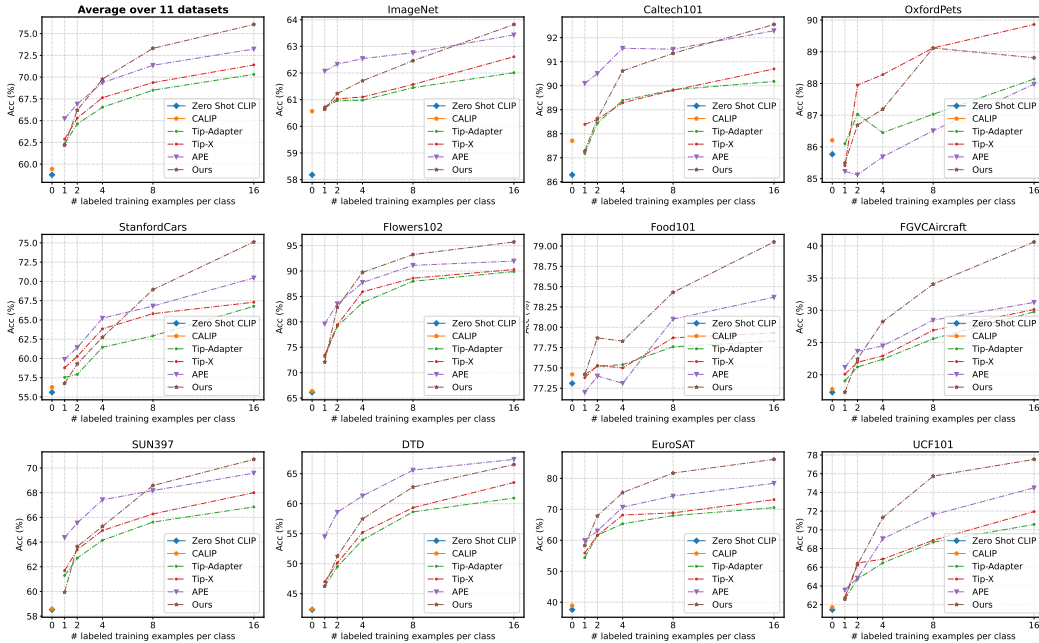 Average over 11 datasets
Acc (%)
75.0
72.5
70.0
67.5
65.0
62.5
60.0
0 1 2 4 8 16
# labeled training examples per class
Zero Shot CLIP
CALIP
Tip-Adapter
Tip-X
APE
Ours
ImageNet
Acc (%)
64
63
62
61
60
59
58
0 1 2 4 8 16
# labeled training examples per class
Zero Shot CLIP
CALIP
Tip-Adapter
Tip-X
APE
Ours
Caltech101
Acc (%)
92
91
90
89
88
87
86
0 1 2 4 8 16
# labeled training examples per class
Zero Shot CLIP
CALIP
Tip-Adapter
Tip-X
APE
Ours
OxfordPets
Acc (%)
90
89
88
87
86
85
0 1 2 4 8 16
# labeled training examples per class
Zero Shot CLIP
CALIP
Tip-Adapter
Tip-X
APE
Ours
StanfordCars
Acc (%)
75.0
72.5
70.0
67.5
65.0
62.5
60.0
57.5
55.0
0 1 2 4 8 16
# labeled training examples per class
Zero Shot CLIP
CALIP
Tip-Adapter
Tip-X
APE
Ours
Flowers102
Acc (%)
95
90
85
80
75
70
65
0 1 2 4 8 16
# labeled training examples per class
Zero Shot CLIP
CALIP
Tip-Adapter
Tip-X
APE
Ours
Food101
Acc (%)
79.00
78.75
78.50
78.25
78.00
77.75
77.50
77.25
0 1 2 4 8 16
# labeled training examples per class
Zero Shot CLIP
CALIP
Tip-Adapter
Tip-X
APE
Ours
FGVCAircraft
Acc (%)
40
35
30
25
20
0 1 2 4 8 16
# labeled training examples per class
Zero Shot CLIP
CALIP
Tip-Adapter
Tip-X
APE
Ours
SUN397
Acc (%)
70
68
66
64
62
60
58
0 1 2 4 8 16
# labeled training examples per class
Zero Shot CLIP
CALIP
Tip-Adapter
Tip-X
APE
Ours
DTD
Acc (%)
65
60
55
50
45
0 1 2 4 8 16
# labeled training examples per class
Zero Shot CLIP
CALIP
Tip-Adapter
Tip-X
APE
Ours
EuroSAT
Acc (%)
80
70
60
50
40
0 1 2 4 8 16
# labeled training examples per class
Zero Shot CLIP
CALIP
Tip-Adapter
Tip-X
APE
Ours
UCF101
Acc (%)
78
76
74
72
70
68
66
64
62
0 1 2 4 8 16
# labeled training examples per class
Zero Shot CLIP
CALIP
Tip-Adapter
Tip-X
APE
Ours